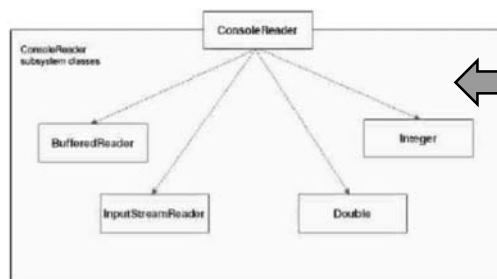 ConsoleReader
ConsoleReader
subsystem classes
BufferedReader
Integer
InputStreamReader
Double